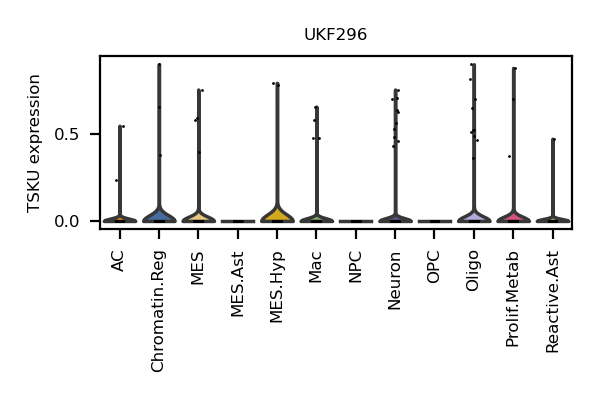 UKF296
TSKU expression
0.5
0.0
AC
Chromatin.Reg
MES
MES.Ast
MES.Hyp
Mac
NPC
Neuron
OPC
Oligo
Prolif.Metab
Reactive.Ast